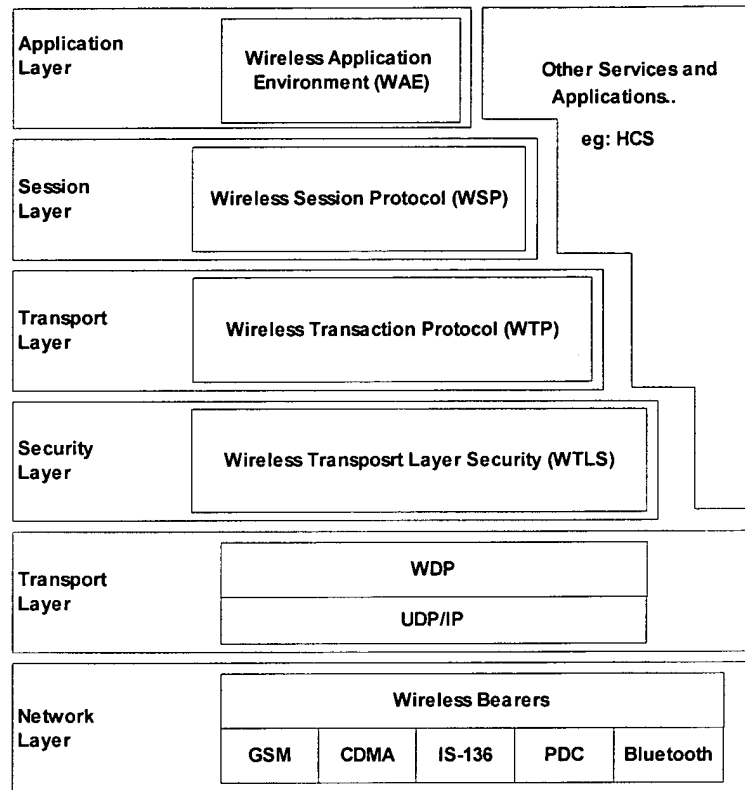 Application
Layer
Wireless Application
Environment (WAE)
Other Services and
Applications..
eg: HCS
Session
Layer
Wireless Session Protocol (WSP)
Transport
Layer
Wireless Transaction Protocol (WTP)
Security
Layer
Wireless Transposrt Layer Security (WTLS)
Transport
Layer
WDP
UDP/IP
Network
Layer
Wireless Bearers
GSM
CDMA
IS-136
PDC
Bluetooth